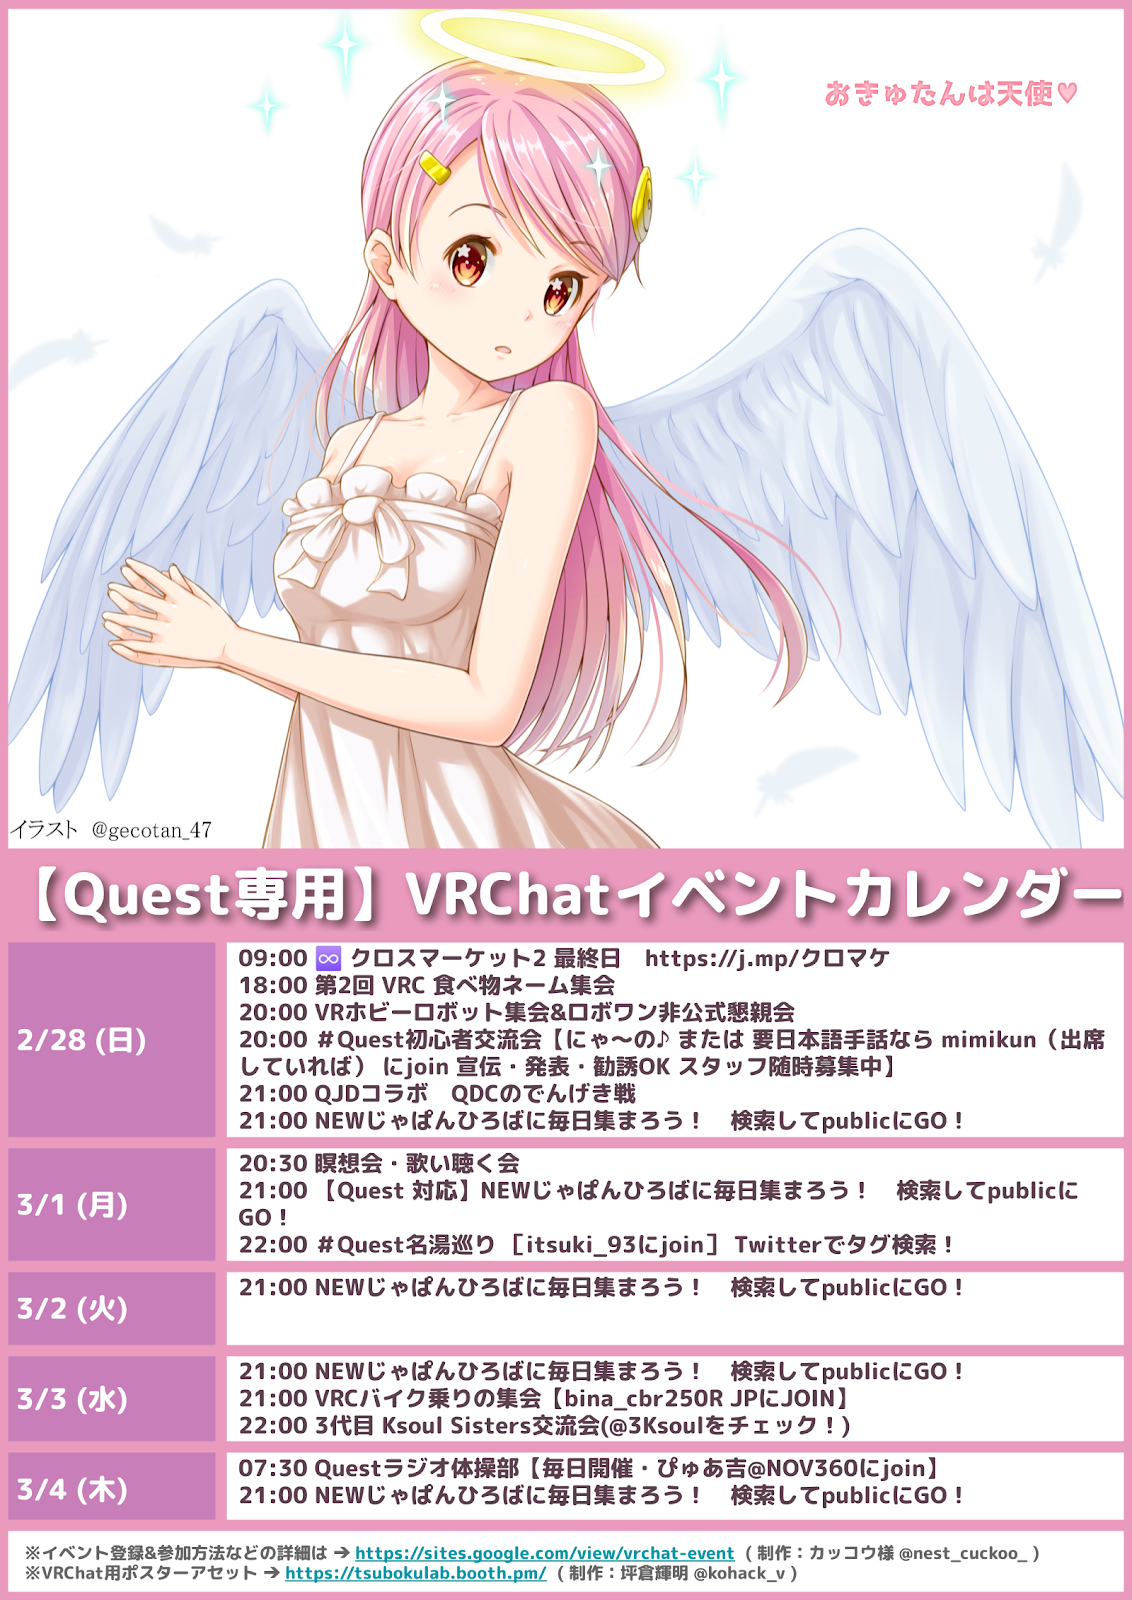 おきゅたんは天使♥
イラスト @gecotan_47
【Quest専用】VRChatイベントカレンダー
2/28 (日)
09:00 ♾ クロスマーケット2 最終日 https://j.mp/クロマケ
18:00 第2回 VRC 食べ物ネーム集会
20:00 VRホビーロボット集会&ロボワン非公式懇親会
20:00 #Quest初心者交流会【にゃ〜の♪ または 要日本語手話なら mimikun（出席
していれば） にjoin 宣伝・発表・勧誘OK スタッフ随時募集中】
21:00 QJDコラボ QDCのでんげき戦
21:00 NEWじゃぱんひろばに毎日集まろう！ 検索してpublicにGO！
3/1 (月)
20:30 瞑想会・歌い聴く会
21:00 【Quest 対応】NEWじゃぱんひろばに毎日集まろう！ 検索してpublicに
GO！
22:00 #Quest名湯巡り ［itsuki_93にjoin］ Twitterでタグ検索！
3/2 (火)
21:00 NEWじゃぱんひろばに毎日集まろう！ 検索してpublicにGO！
3/3 (水)
21:00 NEWじゃぱんひろばに毎日集まろう！ 検索してpublicにGO！
21:00 VRCバイク乗りの集会【bina_cbr250R JPにJOIN】
22:00 3代目 Ksoul Sisters交流会(@3Ksoulをチェック！)
3/4 (木)
07:30 Questラジオ体操部【毎日開催・ぴゅあ吉@NOV360にjoin】
21:00 NEWじゃぱんひろばに毎日集まろう！ 検索してpublicにGO！
※イベント登録&参加方法などの詳細は → https://sites.google.com/view/vrchat-event ( 制作：カッコウ様 @nest_cuckoo_ )
※VRChat用ポスターアセット → https://tsubokulab.booth.pm/ ( 制作：坪倉輝明 @kohack_v )